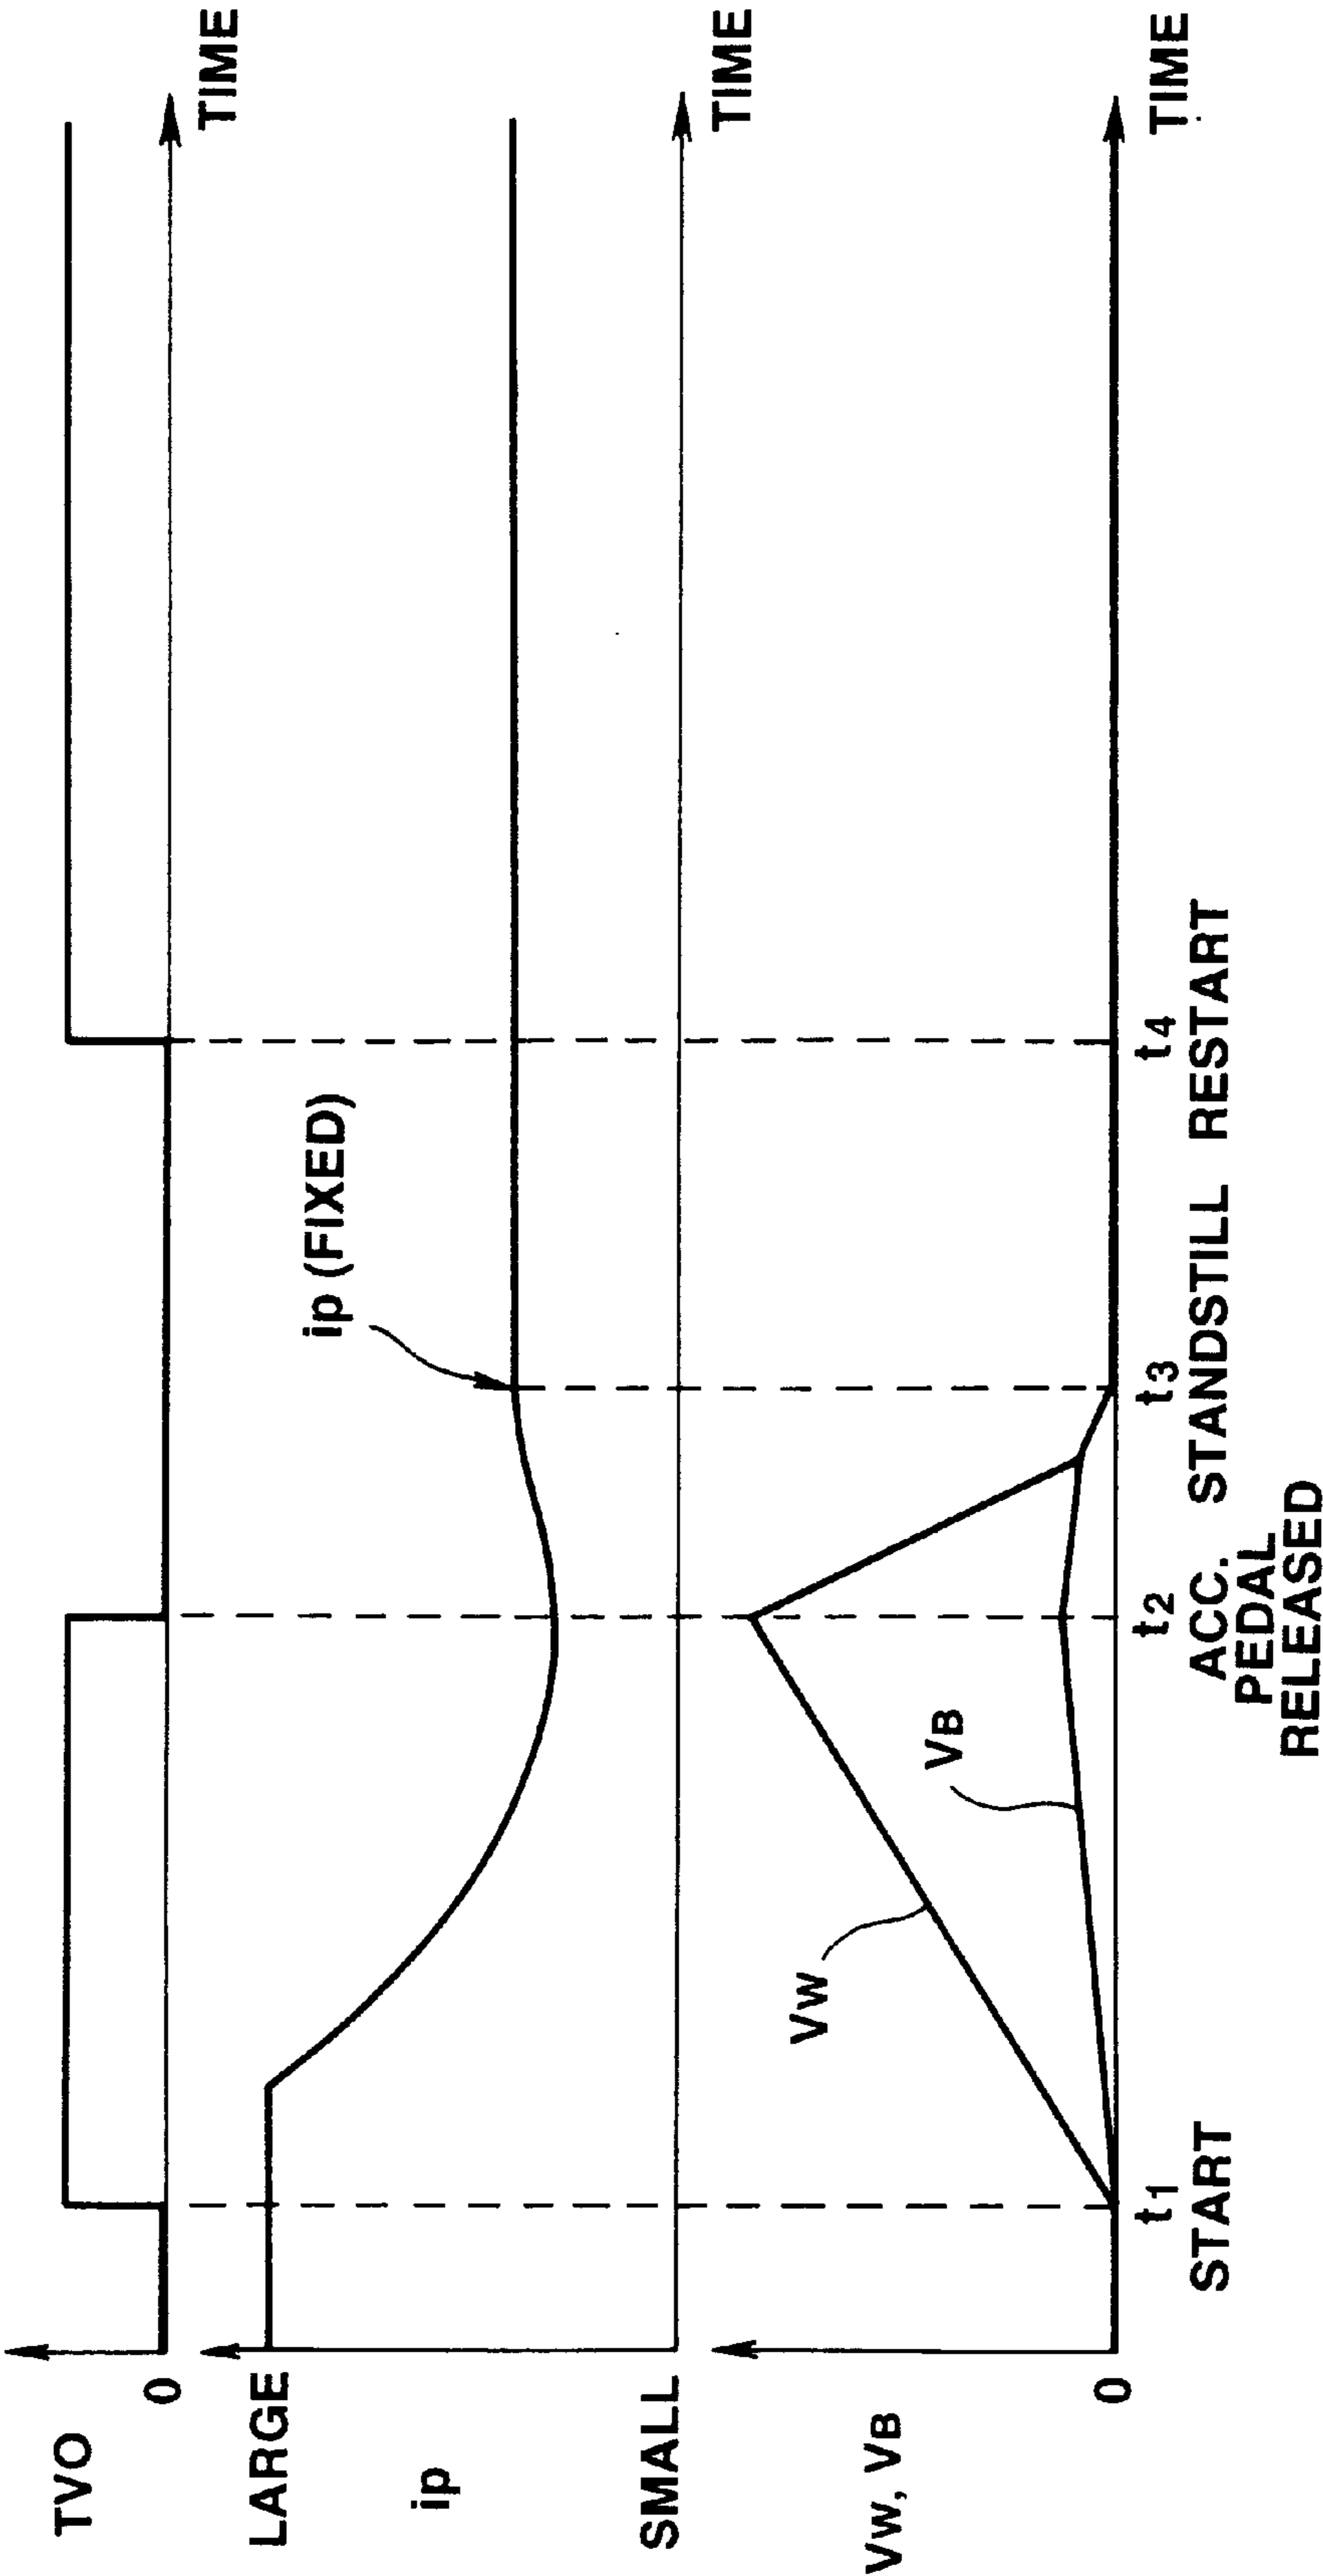 TVO
0
TIME
LARGE
ip
SMALL
ip (FIXED)
TIME
VW, VB
0
VW
VB
TIME
t1
t2
t3
t4
START
ACC.
PEDAL
RELEASED
STANDSTILL
RESTART